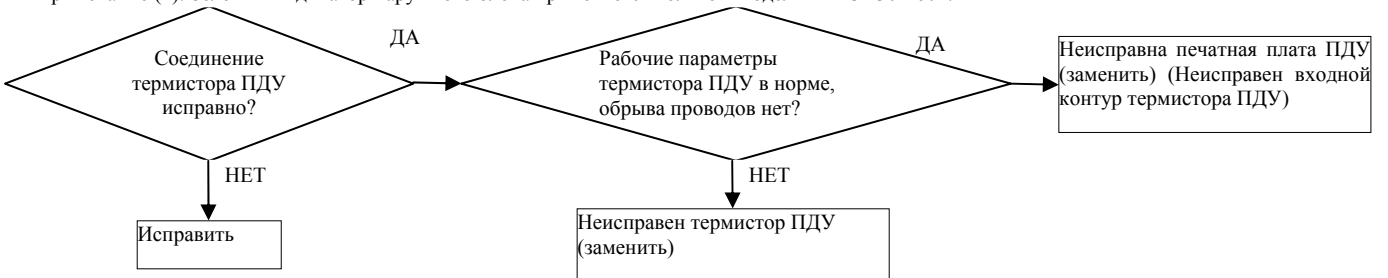 Соединение
термистора ПДУ
исправно?
ДА
Рабочие параметры
термистора ПДУ в норме,
обрыва проводов нет?
ДА
Неисправна печатная плата ПДУ
(заменить) (Неисправен входной
контур термистора ПДУ)
НЕТ
Исправить
НЕТ
Неисправен термистор ПДУ
(заменить)